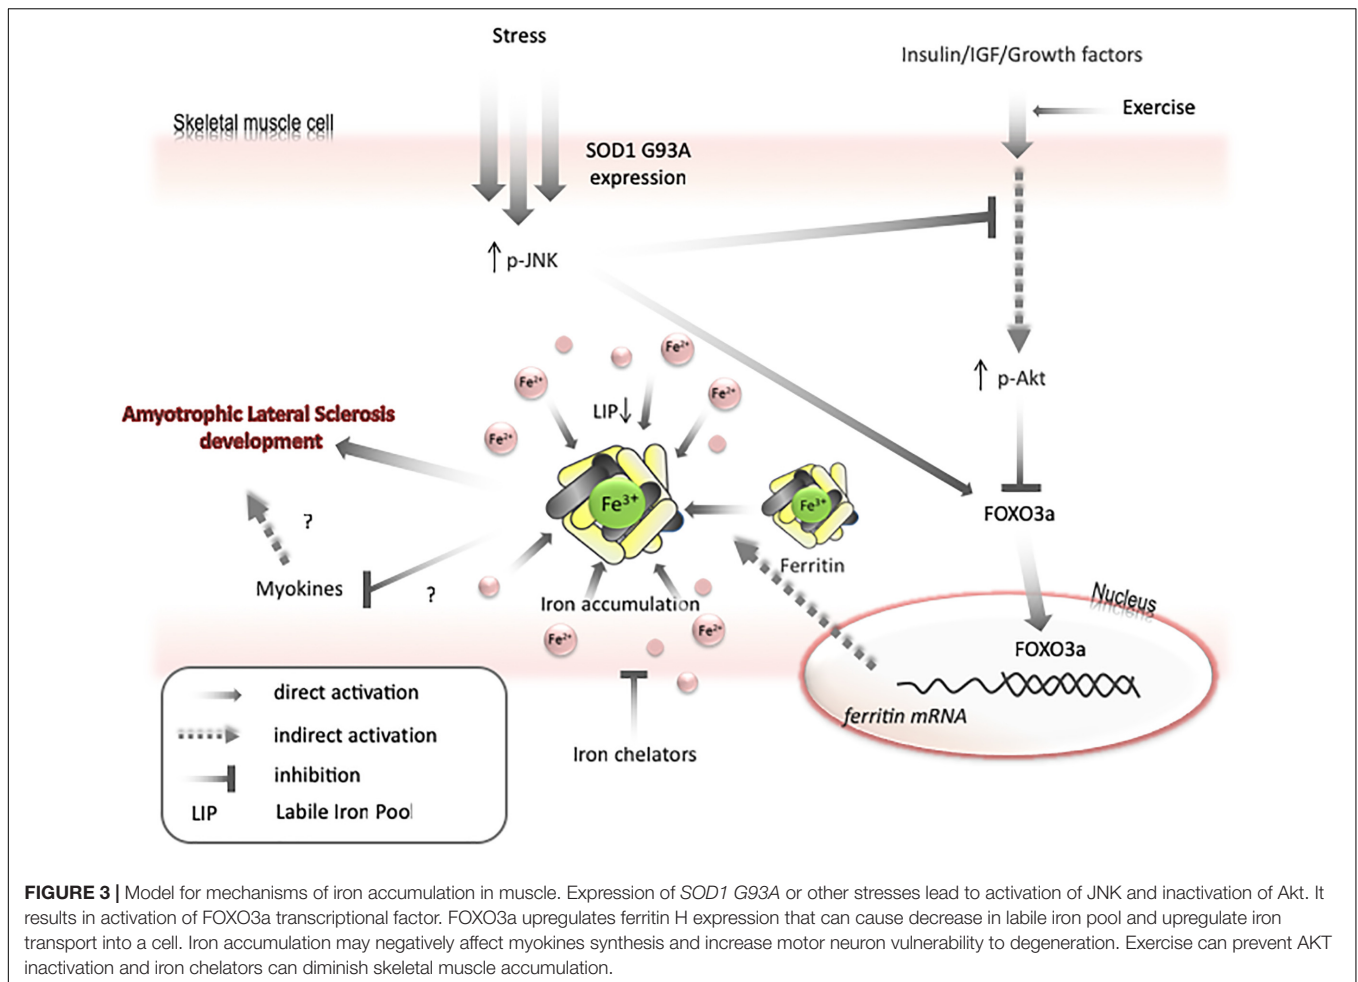 Stress
Insulin/IGF/Growth factors
Exercise
Skeletal muscle cell
SOD1 G93A
expression
↑ p-JNK
↑ p-Akt
Fe2+
Fe2+
Fe2+
Fe2+
LIP↓
Amyotrophic Lateral Sclerosis
development
Fe3+
Fe3+
FOXO3a
?
Ferritin
Myokines
?
Iron accumulation
Nucleus
Fe2+
Fe2+
FOXO3a
ferritin mRNA
Iron chelators
direct activation
indirect activation
inhibition
LIP Labile Iron Pool
FIGURE 3 | Model for mechanisms of iron accumulation in muscle. Expression of SOD1 G93A or other stresses lead to activation of JNK and inactivation of Akt. It
results in activation of FOXO3a transcriptional factor. FOXO3a upregulates ferritin H expression that can cause decrease in labile iron pool and upregulate iron
transport into a cell. Iron accumulation may negatively affect myokines synthesis and increase motor neuron vulnerability to degeneration. Exercise can prevent AKT
inactivation and iron chelators can diminish skeletal muscle accumulation.